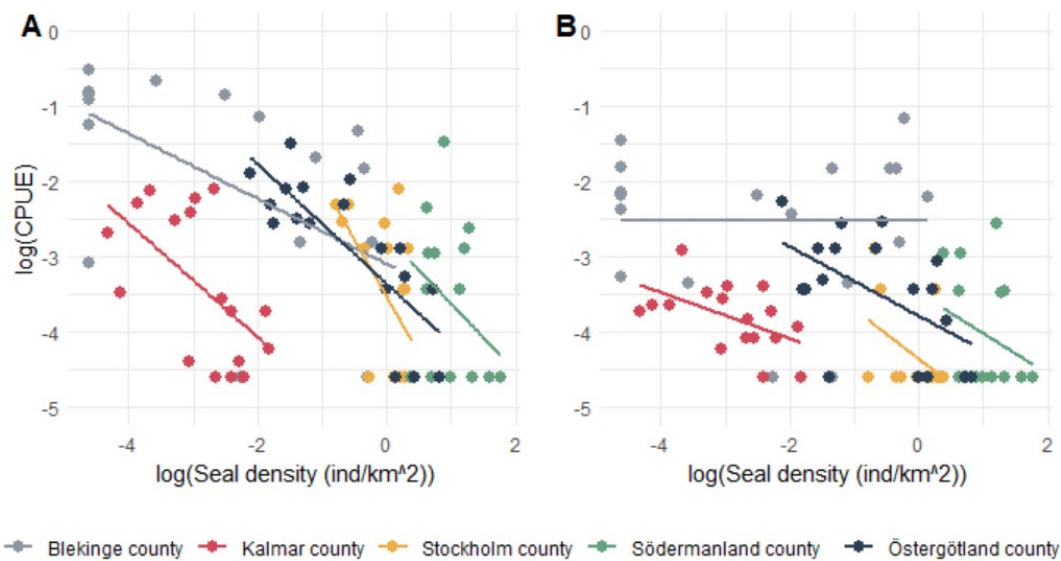 A
B
0
-1
-2
-3
-4
-5
log(CPUE)
-4 -2 0 2
log(Seal density (ind/km^2))
0
-1
-2
-3
-4
-5
-4 -2 0 2
log(Seal density (ind/km^2))
Blekinge county Kalmar county Stockholm county Södermanland county Östergötland county